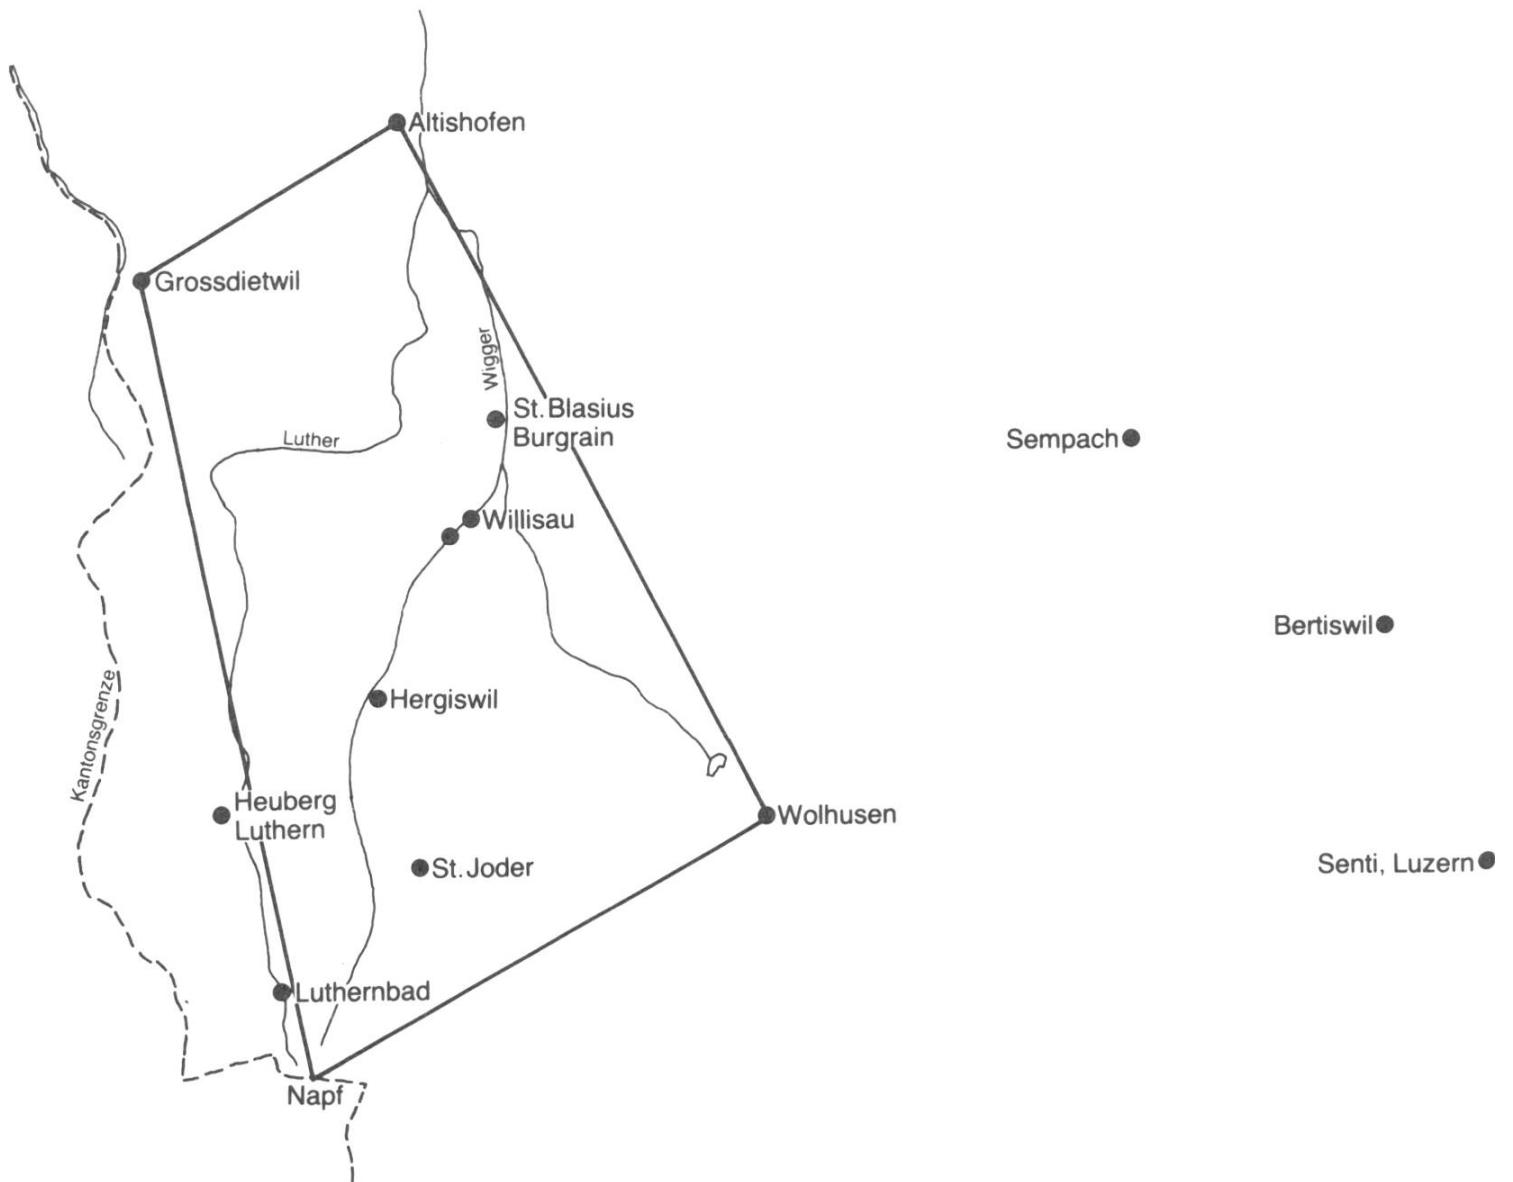 Altishofen
Grossdietwil
Wigger
St. Blasius
Burgrain
Luther
Sempach
Willisau
Bertiswil
Kantonsgrenze
Hergiswil
Heuberg
Luthern
Wolhusen
St. Joder
Senti, Luzern
Luthernbad
Napf